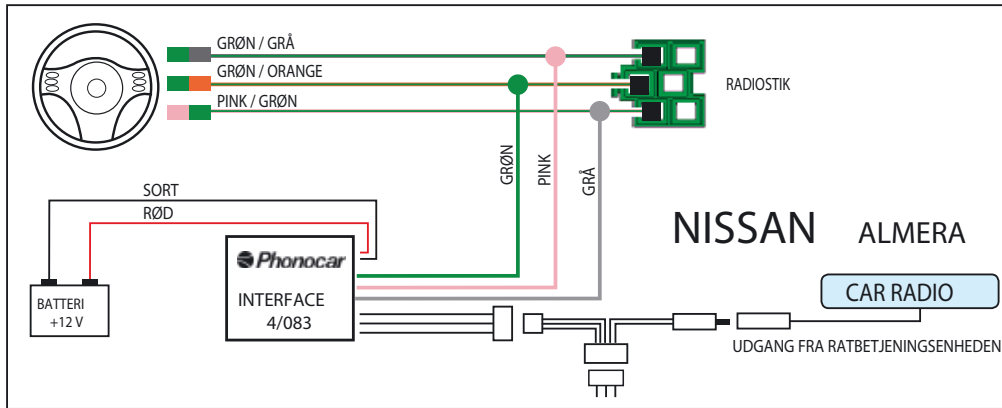 GRØN / GRÅ
GRØN / ORANGE
PINK / GRØN
RADIOSTIK
GRØN
PINK
GRÅ
SORT
RØD
NISSAN ALMERA
Phonocar
INTERFACE
4/083
BATTERI
+12 V
CAR RADIO
UDGANG FRA RATBETJENINGSENHEDEN